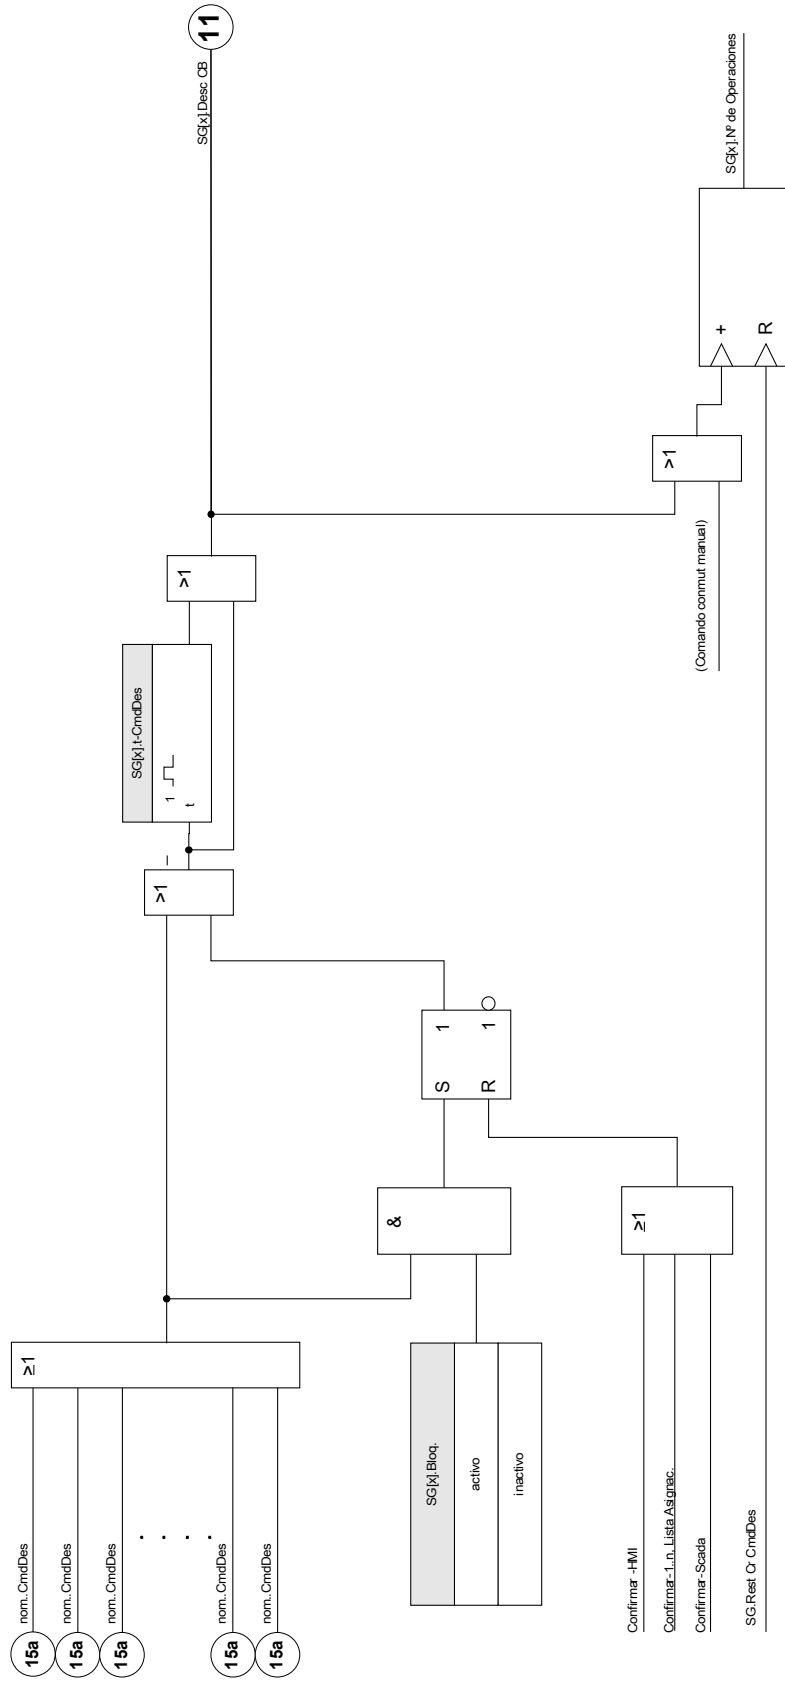 15a
nom. CmdDes
15a
nom. CmdDes
15a
nom. CmdDes
. . . .
15a
nom. CmdDes
15a
nom. CmdDes
≥1
SG[x].Bloq.
activo
inactivo
&
Confirmar -HMI
Confirmar-1..n, Lista Asignac.
Confirmar-Scada
SG.Rest Cr CmdDes
≥1
S 1
R 1
>1
SG[x].t-CmdDes
1
t
>1
SG[x].Desc CB
11
(Comando conmut manual)
>1
+
R
SG[x].Nº de Operaciones